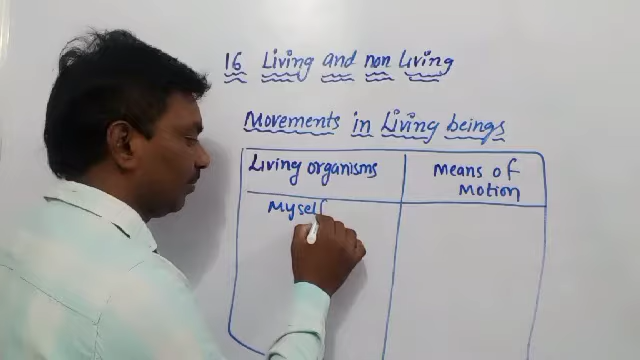 16 Living and non Living
Movements in Living beings
Living organisms
Means of
Motion
Myself